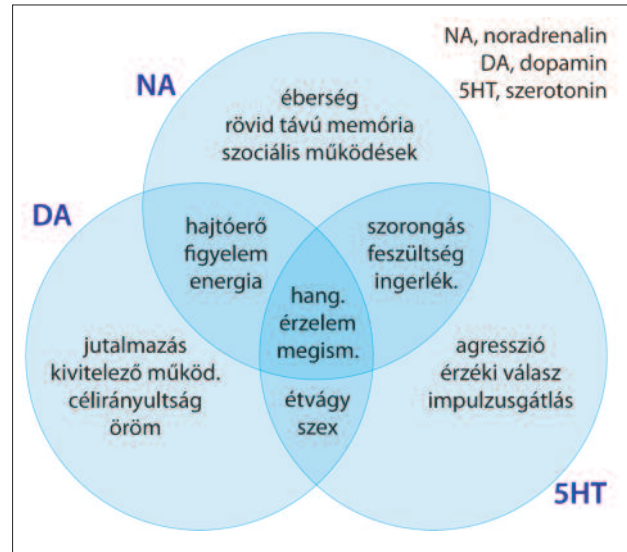 NA, noradrenalin
DA, dopamin
5HT, szerotonin
NA
éberség
rövid távú memória
szociális működések
DA
hajtóerő
figyelem
energia
szorongás
feszültség
ingerlék.
hang.
érzelem
megism.
jutalmazás
kivitelező működ.
célirányultság
öröm
étvágy
szex
agresszió
érzéki válasz
impulzusgátlás
5HT